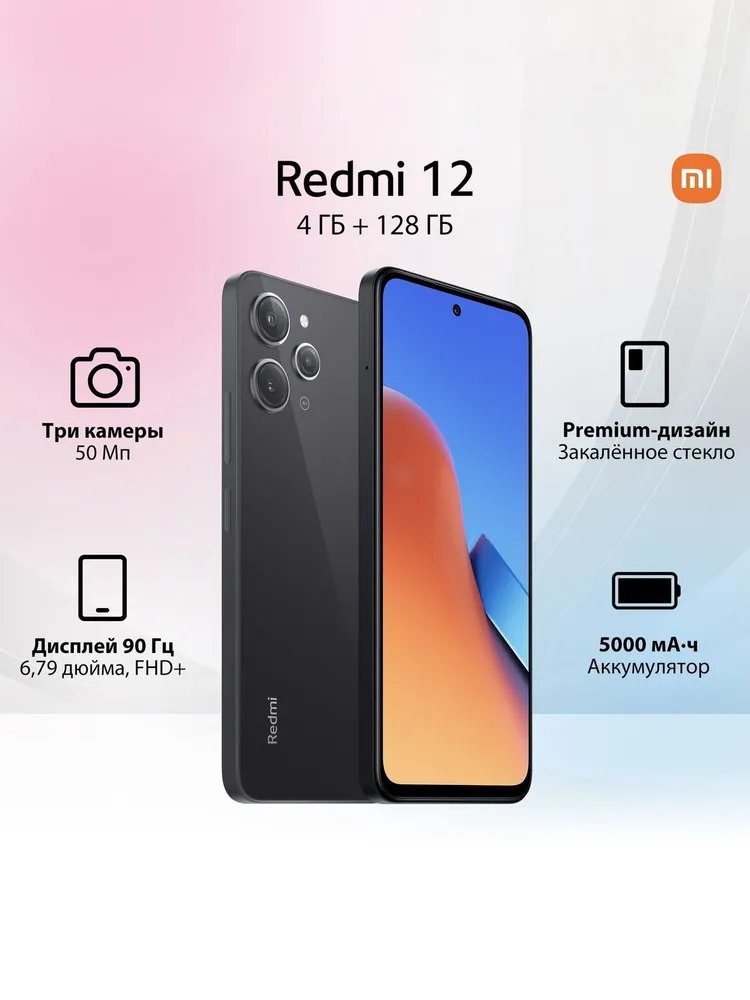 Redmi 12
4 ГБ + 128 ГБ
mi
Три камеры
50 Мп
Premium-дизайн
Закалённое стекло
Дисплей 90 Гц
6,79 дюйма, FHD+
5000 мА·ч
Аккумулятор
Redmi